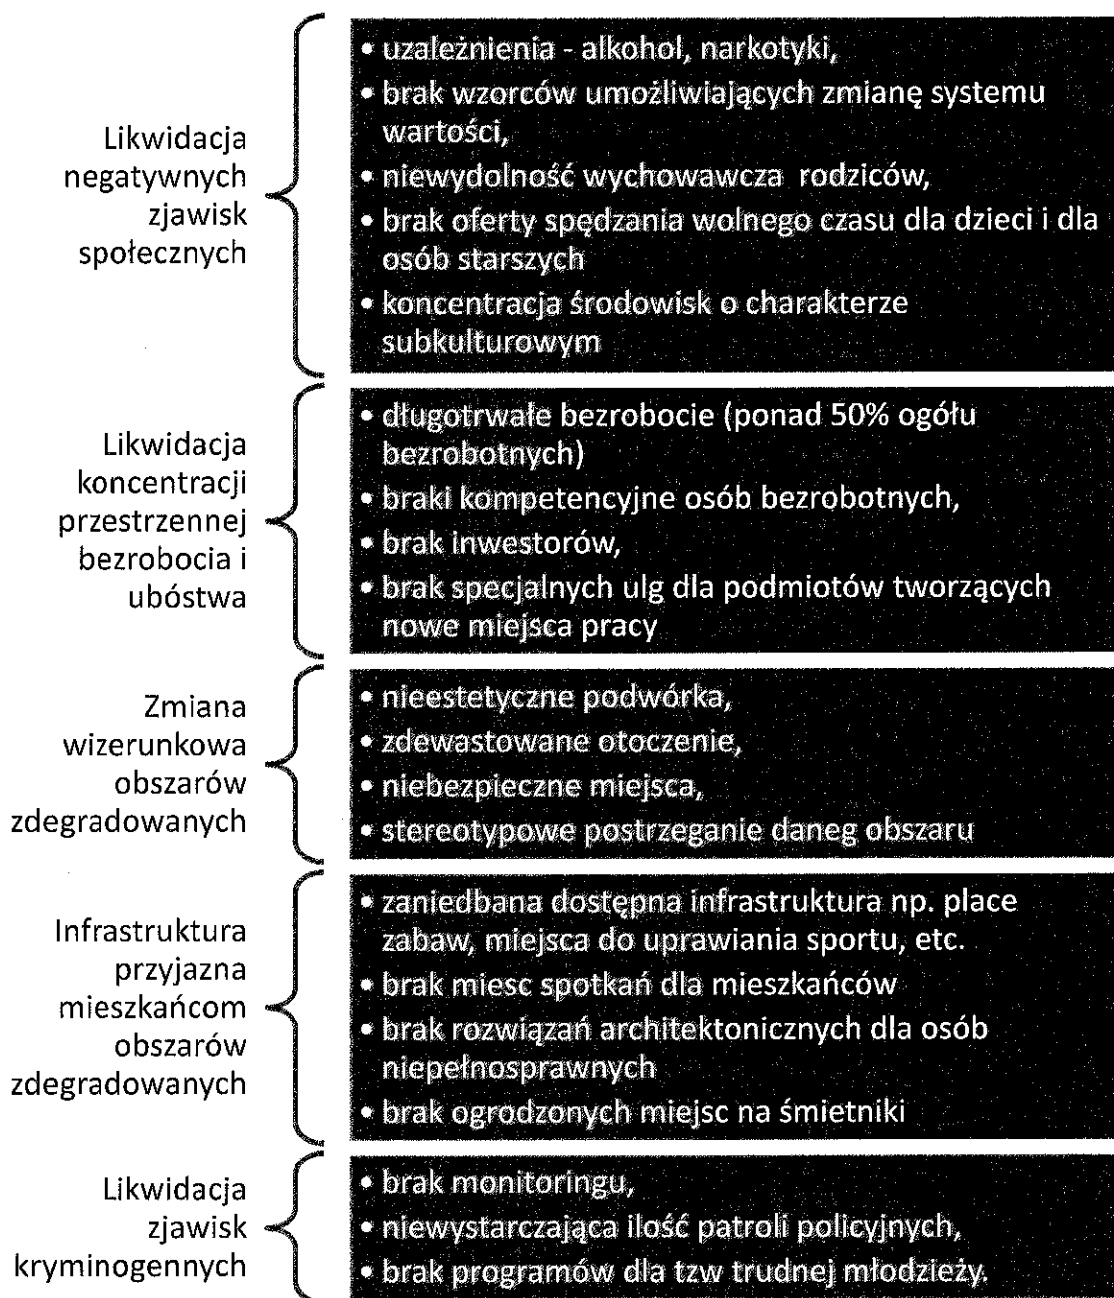 Likwidacja
negatywnych
zjawisk
społecznych
• uzależnienia - alkohol, narkotyki,
• brak wzorców umożliwiających zmianę systemu
wartości,
• niewydolność wychowawcza rodziców,
• brak oferty spędzania wolnego czasu dla dzieci i dla
osób starszych
• koncentracja środowisk o charakterze
subkulturowym
Likwidacja
koncentracji
przestrzennej
bezrobocia i
ubóstwa
• długotrwałe bezrobocie (ponad 50% ogółu
bezrobotnych)
• braki kompetencyjne osób bezrobotnych,
• brak inwestorów,
• brak specjalnych ulg dla podmiotów tworzących
nowe miejsca pracy
Zmiana
wizerunkowa
obszarów
zdegradowanych
• nieestetyczne podwórka,
• zdewastowane otoczenie,
• niebezpieczne miejsca,
• stereotypowe postrzeganie daneg obszaru
Infrastruktura
przyjazna
mieszkańcom
obszarów
zdegradowanych
• zaniedbana dostępna infrastruktura np. place
zabaw, miejsca do uprawiania sportu, etc.
• brak miesc spotkań dla mieszkańców
• brak rozwiązań architektonicznych dla osób
niepełnosprawnych
• brak ogrodzonych miejsc na śmietniki
Likwidacja
zjawisk
kryminogennych
• brak monitoringu,
• niewystarczająca ilość patroli policyjnych,
• brak programów dla tzw trudnej młodzieży.